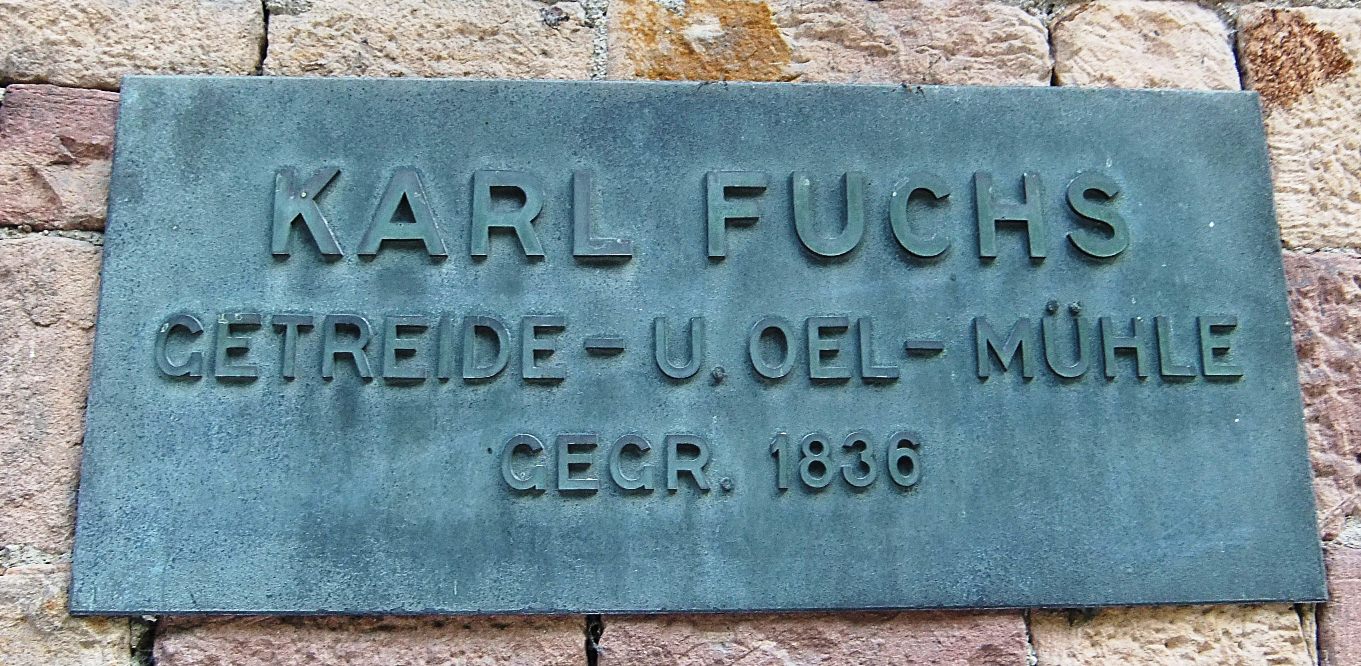 KARL FUCHS
GETREIDE-U. OEL-MÜHLE
GEGR. 1836